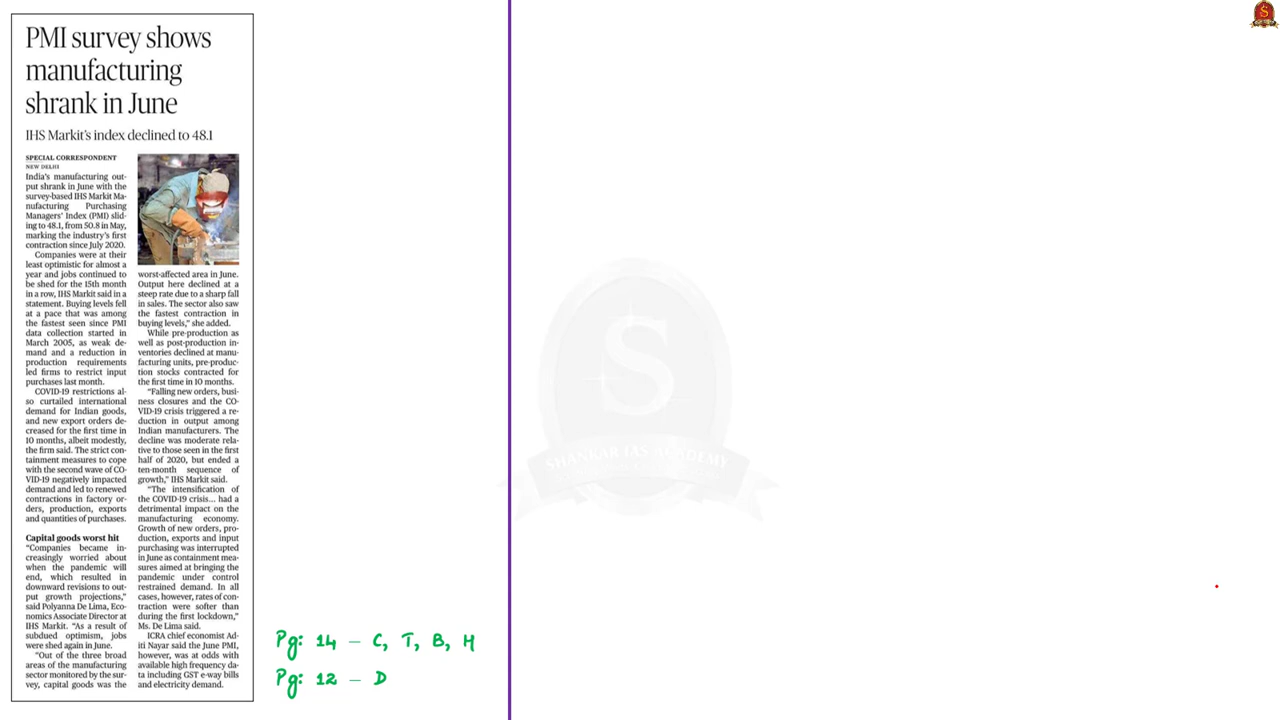 PMI survey shows
manufacturing
shrank in June
IHS Markit's index declined to 48.1
SPECIAL CORRESPONDENT
NEW DELHI
India's manufacturing out-
put shrank in June with the
survey-based IHS Markit Ma-
nufacturing Purchasing
Managers' Index (PMI) slid-
ing to 48.1, from 50.8 in May,
marking the industry's first
contraction since July 2020.
Companies were at their
least optimistic for almost a
year and jobs continued to
be shed for the 15th month
in a row, IHS Markit said in a
statement. Buying levels fell
at a pace that was among
the fastest seen since PMI
data collection started in
March 2005, as weak de-
mand and a reduction in
production requirements
led firms to restrict input
purchases last month.
COVID-19 restrictions al-
so curtailed international
demand for Indian goods,
and new export orders de-
creased for the first time in
10 months, albeit modestly,
the firm said. The strict con-
tainment measures to cope
with the second wave of CO-
VID-19 negatively impacted
demand and led to renewed
contractions in factory or-
ders, production, exports
and quantities of purchases.
Capital goods worst hit
"Companies became in-
creasingly worried about
when the pandemic will
end, which resulted in
downward revisions to out-
put growth projections,"
said Polyanna De Lima, Eco-
nomics Associate Director at
IHS Markit. "As a result of
subdued optimism, jobs
were shed again in June.
"Out of the three broad
areas of the manufacturing
sector monitored by the sur-
vey, capital goods was the
worst-affected area in June.
Output here declined at a
steep rate due to a sharp fall
in sales. The sector also saw
the fastest contraction in
buying levels," she added.
While pre-production as
well as post-production in-
ventories declined at manu-
facturing units, pre-produc-
tion stocks contracted for
the first time in 10 months.
"Falling new orders, busi-
ness closures and the CO-
VID-19 crisis triggered a re-
duction in output among
Indian manufacturers. The
decline was moderate rela-
tive to those seen in the first
half of 2020, but ended a
ten-month sequence of
growth," IHS Markit said.
"The intensification of
the COVID-19 crisis... had a
detrimental impact on the
manufacturing economy.
Growth of new orders, pro-
duction, exports and input
purchasing was interrupted
in June as containment mea-
sures aimed at bringing the
pandemic under control
restrained demand. In all
cases, however, rates of con-
traction were softer than
during the first lockdown,"
Ms. De Lima said.
ICRA chief economist Ad-
iti Nayar said the June PMI,
however, was at odds with
available high frequency da-
ta including GST e-way bills
and electricity demand.
Pg: 14 – C, T, B, H
Pg: 12 – D
S
SHANKAR IAS ACADEMY
S